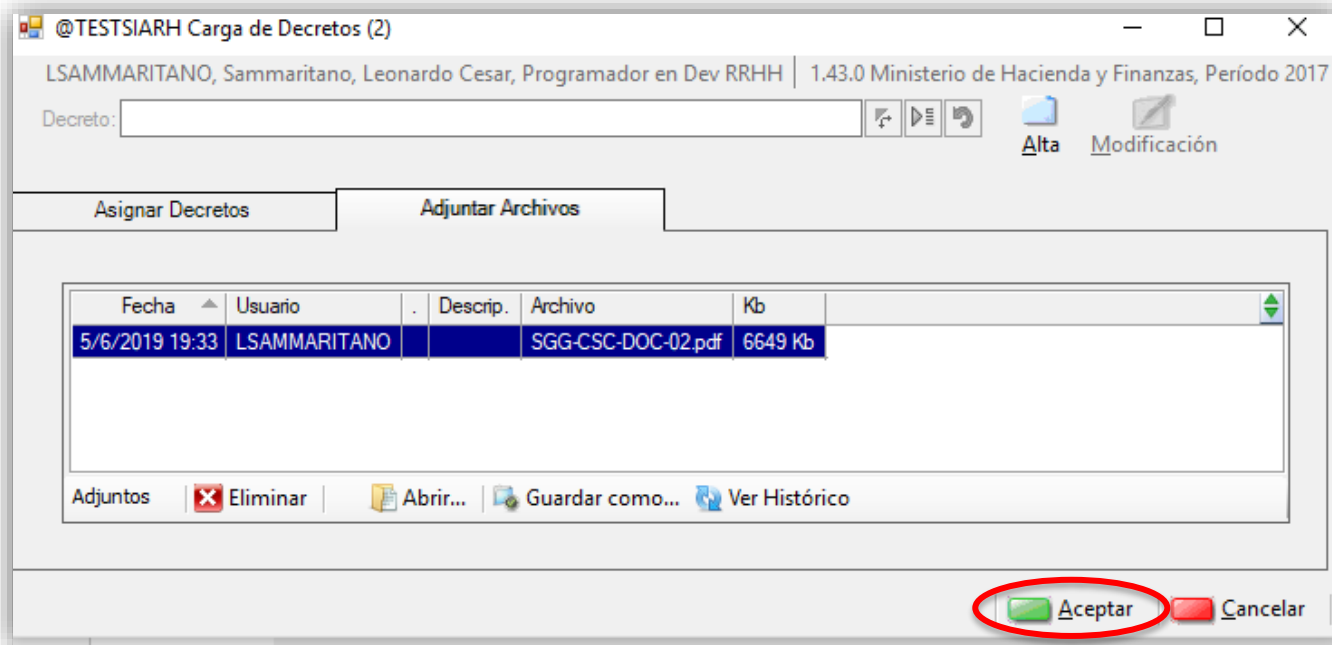 @TESTSIARH Carga de Decretos (2)
LSAMMARITANO, Sammaritano, Leonardo Cesar, Programador en Dev RRHH 1.43.0 Ministerio de Hacienda y Finanzas, Período 2017
Decreto:
Alta Modificación
Asignar Decretos Adjuntar Archivos
Fecha Usuario . Descrip. Archivo Kb
5/6/2019 19:33 LSAMMARITANO SGG-CSC-DOC-02.pdf 6649 Kb
Adjuntos Eliminar Abrir... Guardar como... Ver Histórico
Aceptar Cancelar